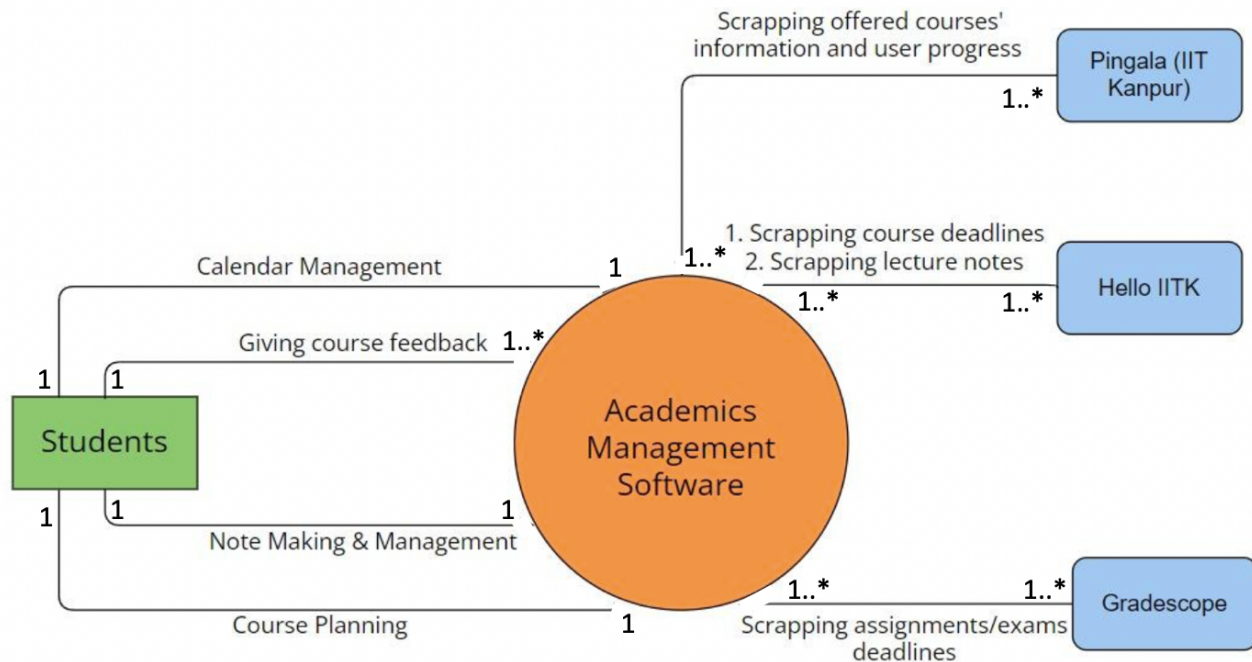 Scrapping offered courses'
information and user progress
Pingala (IIT
Kanpur)
1..*
1. Scrapping course deadlines
2. Scrapping lecture notes
1..*
1..*
1..*
Hello IITK
Calendar Management
1
1
Giving course feedback
1..*
1
Students
Academics
Management
Software
1
1
1
Note Making & Management
1
Course Planning
1..*
1..*
Gradescope
Scrapping assignments/exams
deadlines